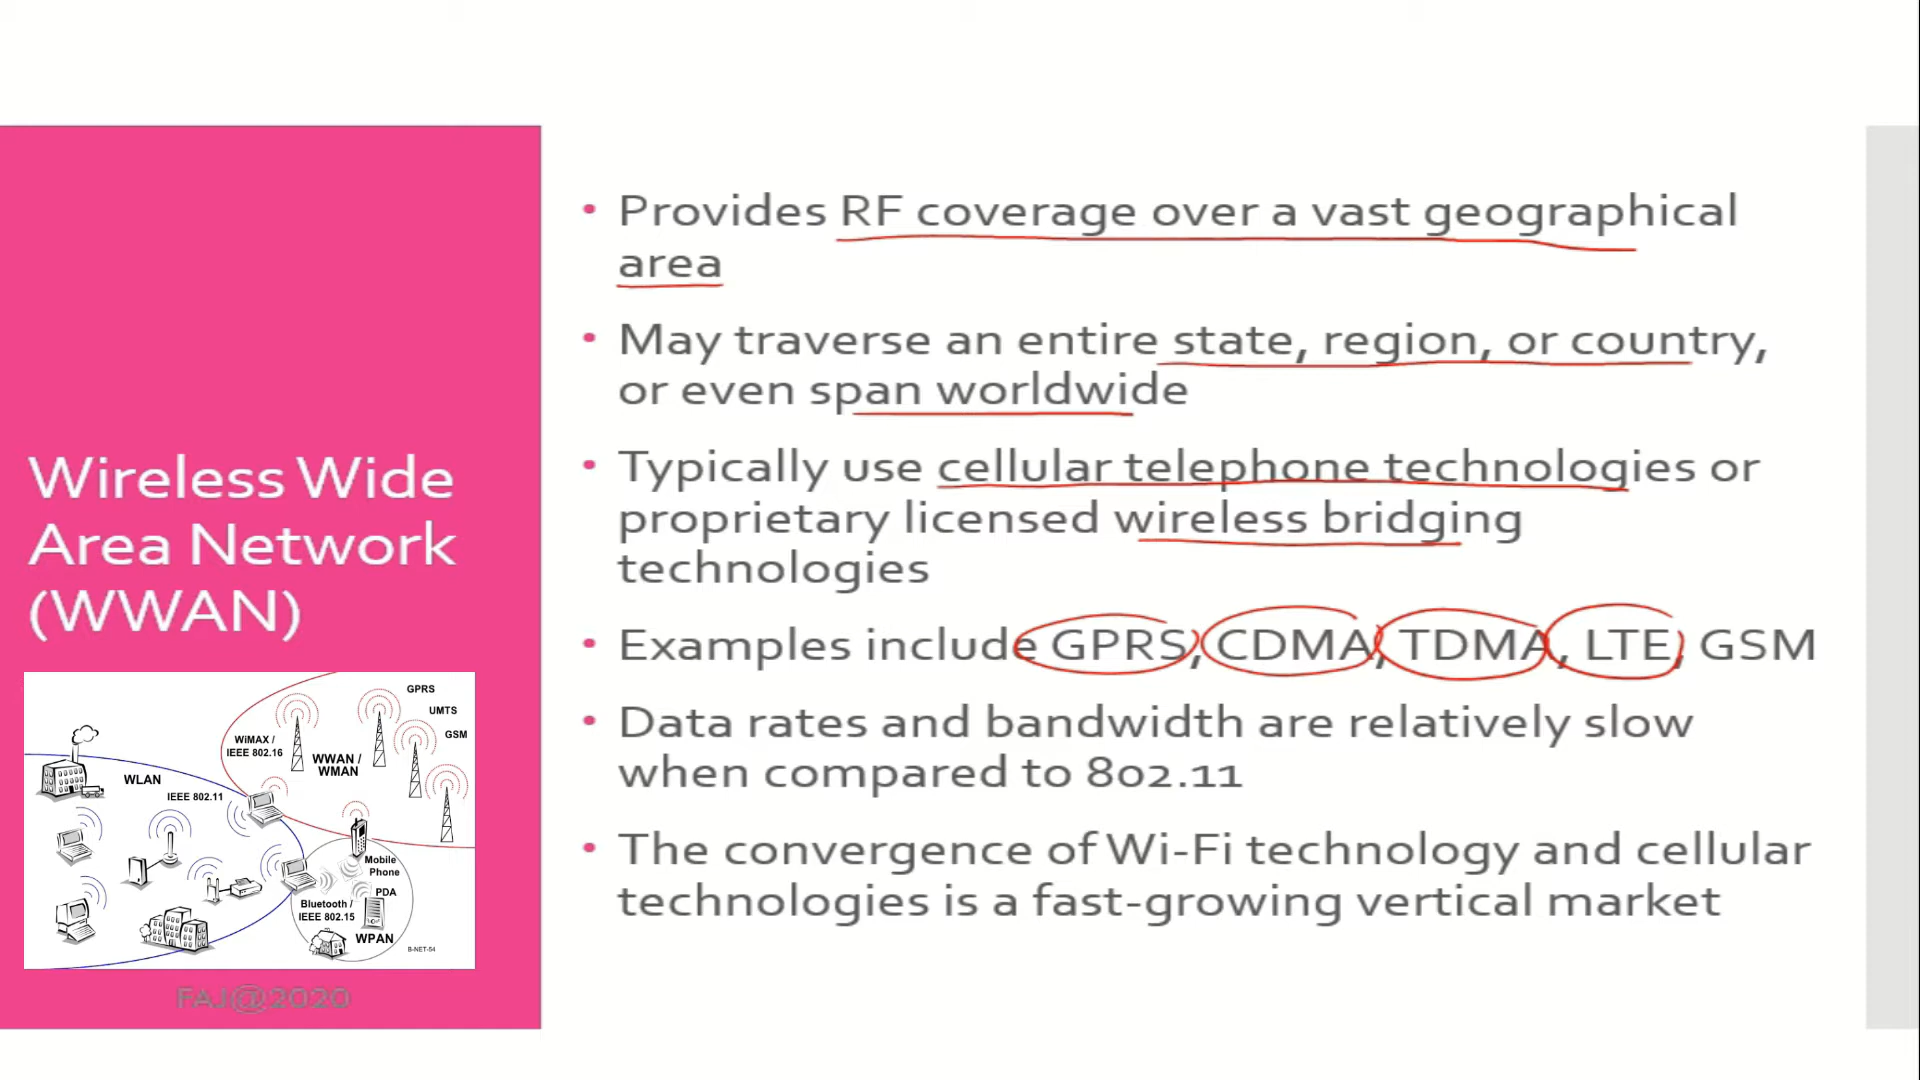 Wireless Wide
Area Network
(WWAN)
GPRS
UMTS
GSM
WiMAX /
IEEE 802.16
WWAN /
WMAN
WLAN
IEEE 802.11
Mobile
Phone
PDA
Bluetooth /
IEEE 802.15
WPAN
B-NET-54
FAJ@2020
• Provides RF coverage over a vast geographical
area
• May traverse an entire state, region, or country,
or even span worldwide
• Typically use cellular telephone technologies or
proprietary licensed wireless bridging
technologies
• Examples include GPRS, CDMA, TDMA, LTE, GSM
• Data rates and bandwidth are relatively slow
when compared to 802.11
• The convergence of Wi-Fi technology and cellular
technologies is a fast-growing vertical market